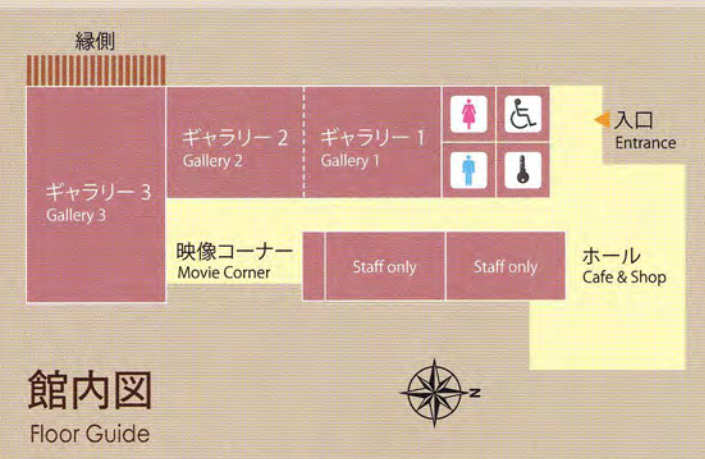 縁側
ギャラリー 3
Gallery 3
ギャラリー 2
Gallery 2
ギャラリー 1
Gallery 1
入口
Entrance
映像コーナー
Movie Corner
Staff only
Staff only
ホール
Cafe & Shop
館内図
Floor Guide
N